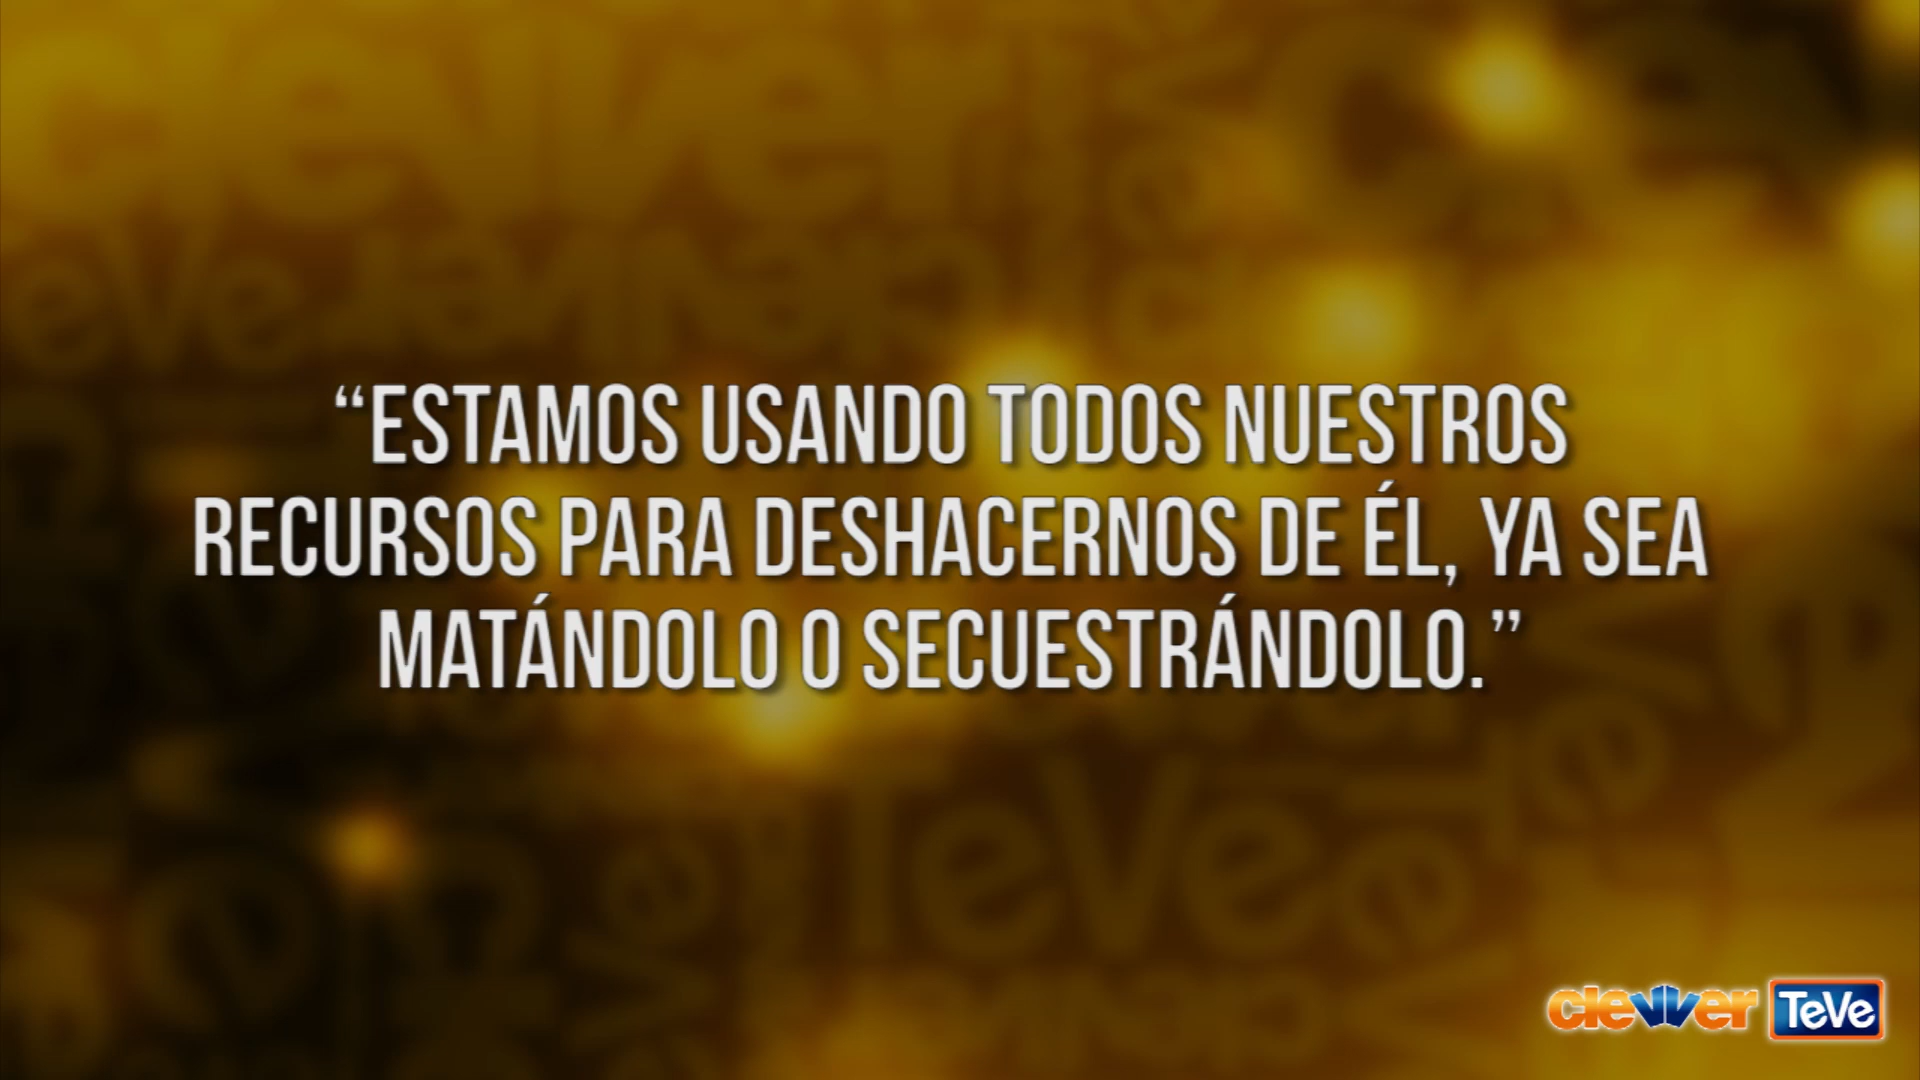 “ESTAMOS USANDO TODOS NUESTROS
RECURSOS PARA DESHACERNOS DE ÉL, YA SEA
MATÁNDOLO O SECUESTRÁNDOLO.”
clevver TeVe